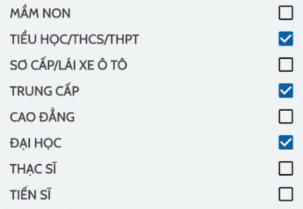 MẦM NON
TIỂU HỌC/THCS/THPT
SƠ CẤP/LÁI XE Ô TÔ
TRUNG CẤP
CAO ĐẲNG
ĐẠI HỌC
THẠC SĨ
TIẾN SĨ